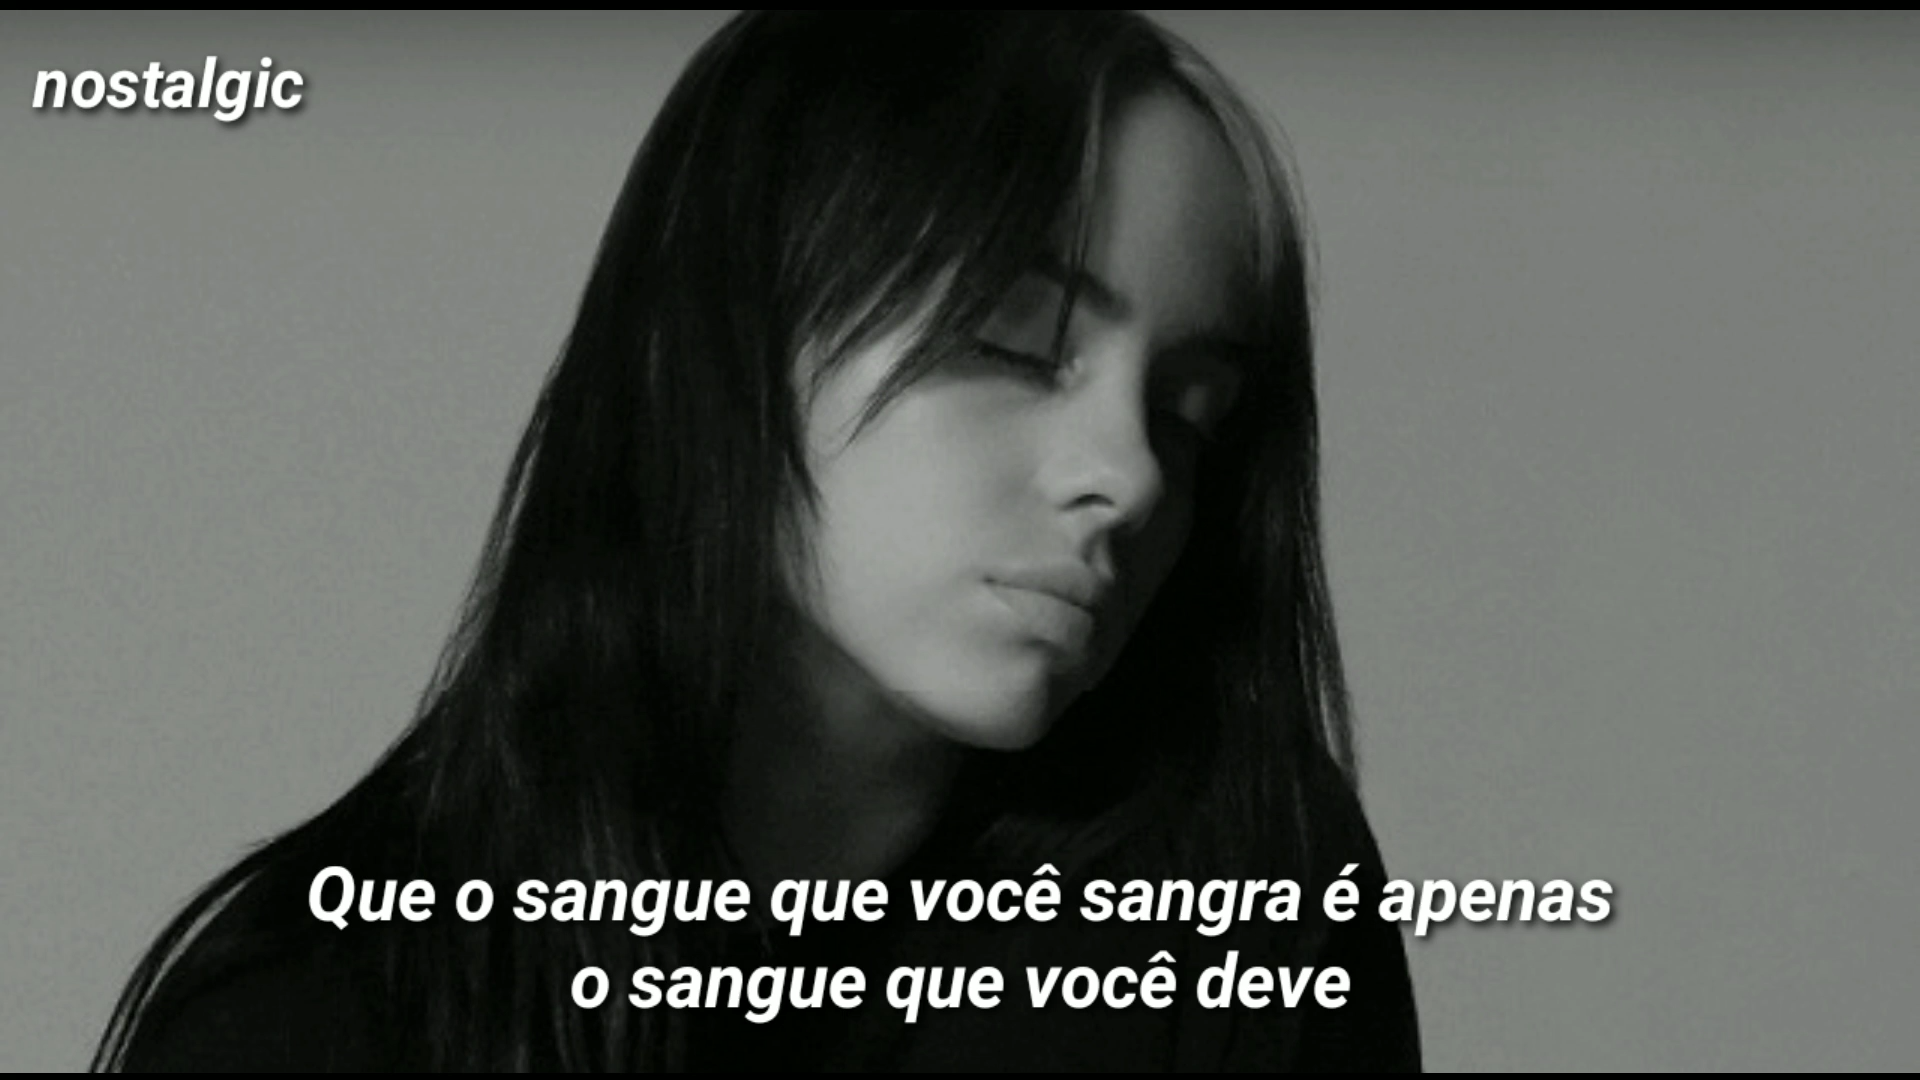 nostalgic
Que o sangue que você sangra é apenas
o sangue que você deve